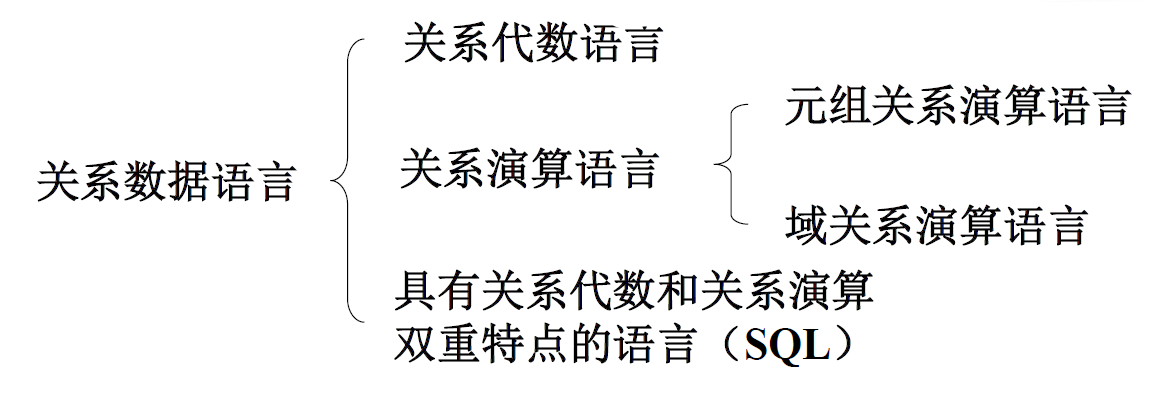 关系数据语言
关系代数语言
关系演算语言
元组关系演算语言
域关系演算语言
具有关系代数和关系演算
双重特点的语言（SQL）